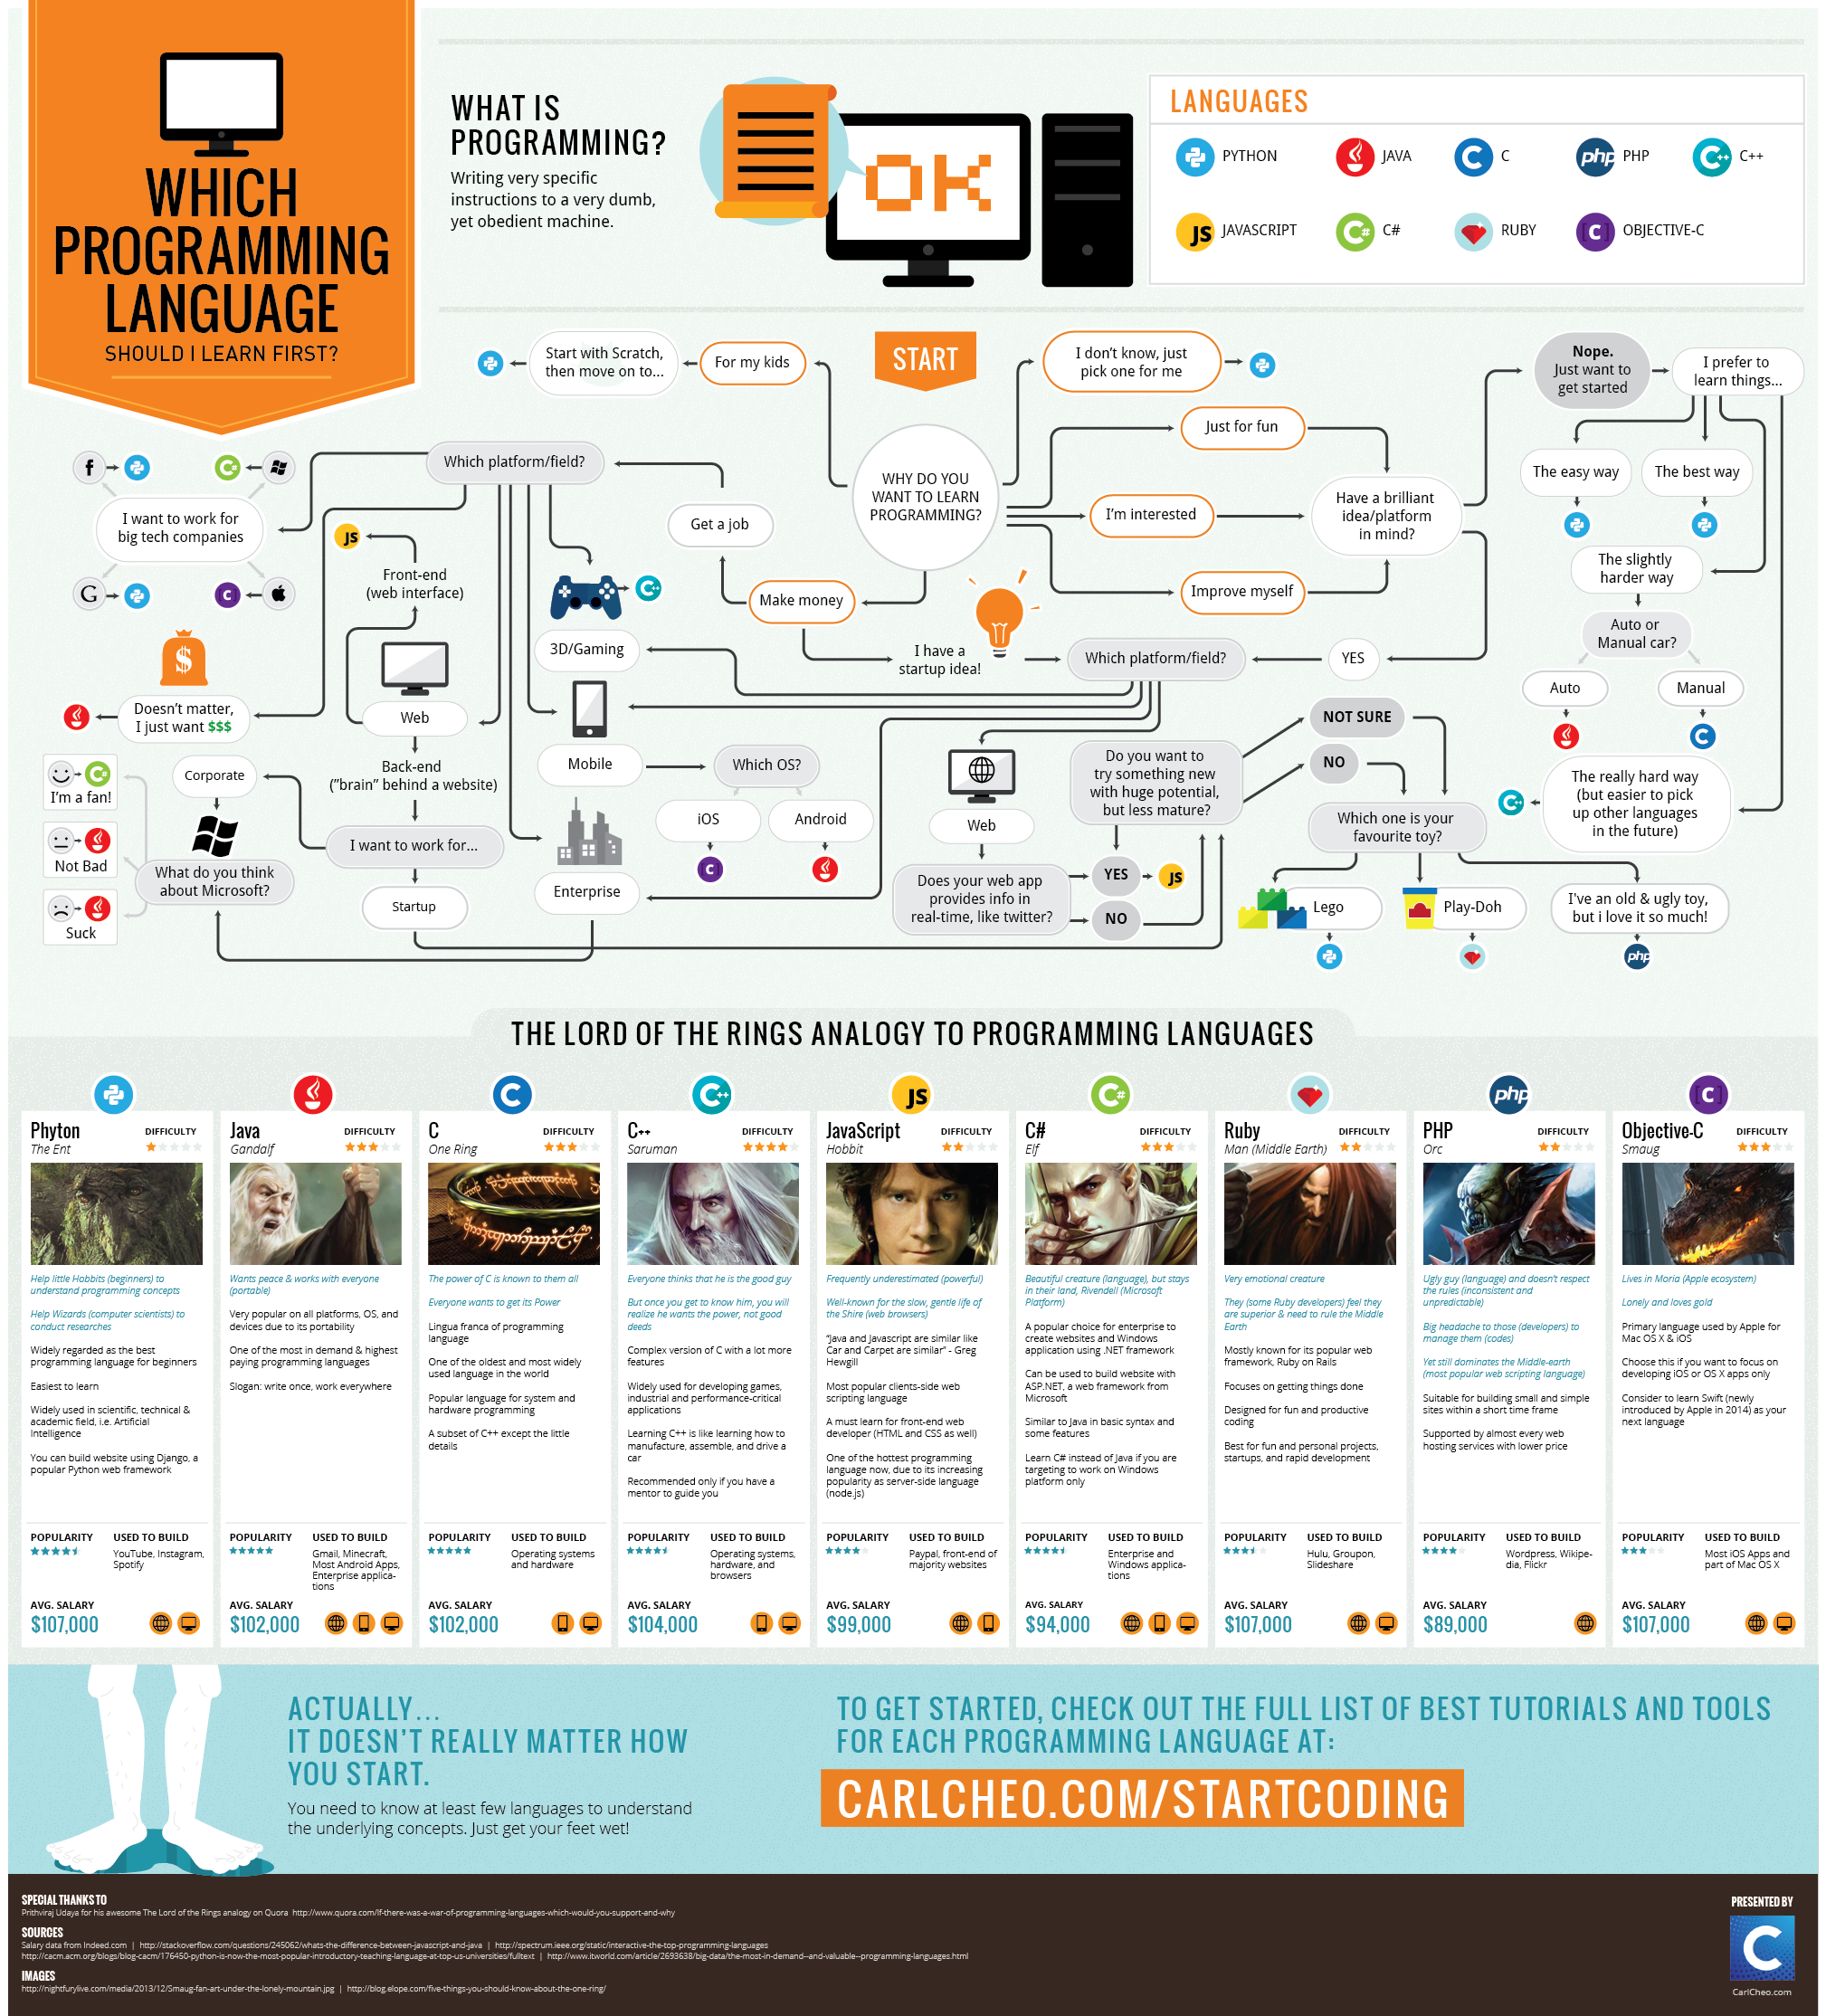 WHICH
PROGRAMMING
LANGUAGE
SHOULD I LEARN FIRST?
WHAT IS
PROGRAMMING?
Writing very specific
instructions to a very dumb,
yet obedient machine.
OK
LANGUAGES
PYTHON
JAVA
C
php PHP
C++ C++
JS JAVASCRIPT
C# C#
RUBY
[C] OBJECTIVE-C
START
Start with Scratch,
then move on to...
For my kids
I don't know, just
pick one for me
Nope.
Just want to
get started
I prefer to
learn things...
Just for fun
Which platform/field?
WHY DO YOU
WANT TO LEARN
PROGRAMMING?
The easy way
The best way
I want to work for
big tech companies
Get a job
I'm interested
Have a brilliant
idea/platform
in mind?
Front-end
(web interface)
The slightly
harder way
Make money
Improve myself
Auto or
Manual car?
3D/Gaming
I have a
startup idea!
Which platform/field?
YES
Auto
Manual
Doesn't matter,
I just want $$$
Web
NOT SURE
Mobile
Which OS?
Do you want to
try something new
with huge potential,
but less mature?
NO
Corporate
Back-end
("brain" behind a website)
The really hard way
(but easier to pick
up other languages
in the future)
I'm a fan!
iOS
Android
Web
Which one is your
favourite toy?
I want to work for...
Not Bad
What do you think
about Microsoft?
Enterprise
Does your web app
provides info in
real-time, like twitter?
YES
JS
NO
Startup
Lego
Play-Doh
I've an old & ugly toy,
but i love it so much!
Suck
php
THE LORD OF THE RINGS ANALOGY TO PROGRAMMING LANGUAGES
Phyton
The Ent
DIFFICULTY
Help little Hobbits (beginners) to
understand programming concepts
Help Wizards (computer scientists) to
conduct researches
Widely regarded as the best
programming language for beginners
Easiest to learn
Widely used in scientific, technical &
academic field, i.e. Artificial
Intelligence
You can build website using Django, a
popular Python web framework
POPULARITY
USED TO BUILD
YouTube, Instagram,
Spotify
AVG. SALARY
$107,000
Java
Gandalf
DIFFICULTY
Wants peace & works with everyone
(portable)
Very popular on all platforms, OS, and
devices due to its portability
One of the most in demand & highest
paying programming languages
Slogan: write once, work everywhere
POPULARITY
USED TO BUILD
Gmail, Minecraft,
Most Android Apps,
Enterprise applica-
tions
AVG. SALARY
$102,000
C
C
One Ring
DIFFICULTY
The power of C is known to them all
Everyone wants to get its Power
Lingua franca of programming
language
One of the oldest and most widely
used language in the world
Popular language for system and
hardware programming
A subset of C++ except the little
details
POPULARITY
USED TO BUILD
Operating systems
and hardware
AVG. SALARY
$102,000
C++
C++
Saruman
DIFFICULTY
Everyone thinks that he is the good guy
But once you get to know him, you will
realize he wants the power, not good
deeds
Complex version of C with a lot more
features
Widely used for developing games,
industrial and performance-critical
applications
Learning C++ is like learning how to
manufacture, assemble, and drive a
car
Recommended only if you have a
mentor to guide you
POPULARITY
USED TO BUILD
Operating systems,
hardware, and
browsers
AVG. SALARY
$104,000
JS
JavaScript
Hobbit
DIFFICULTY
Frequently underestimated (powerful)
Well-known for the slow, gentle life of
the Shire (web browsers)
"Java and Javascript are similar like
Car and Carpet are similar" - Greg
Hewgill
Most popular clients-side web
scripting language
A must learn for front-end web
developer (HTML and CSS as well)
One of the hottest programming
language now, due to its increasing
popularity as server-side language
(node.js)
POPULARITY
USED TO BUILD
Paypal, front-end of
majority websites
AVG. SALARY
$99,000
C#
C#
Elf
DIFFICULTY
Beautiful creature (language), but stays
in their land, Rivendell (Microsoft
Platform)
A popular choice for enterprise to
create websites and Windows
application using .NET framework
Can be used to build website with
ASP.NET, a web framework from
Microsoft
Similar to Java in basic syntax and
some features
Learn C# instead of Java if you are
targeting to work on Windows
platform only
POPULARITY
USED TO BUILD
Enterprise and
Windows applica-
tions
AVG. SALARY
$94,000
Ruby
Man (Middle Earth)
DIFFICULTY
Very emotional creature
They (some Ruby developers) feel they
are superior & need to rule the Middle
Earth
Mostly known for its popular web
framework, Ruby on Rails
Focuses on getting things done
Designed for fun and productive
coding
Best for fun and personal projects,
startups, and rapid development
POPULARITY
USED TO BUILD
Hulu, Groupon,
Slideshare
AVG. SALARY
$107,000
php
PHP
Orc
DIFFICULTY
Ugly guy (language) and doesn't respect
the rules (inconsistent and
unpredictable)
Big headache to those (developers) to
manage them (codes)
Yet still dominates the Middle-earth
(most popular web scripting language)
Suitable for building small and simple
sites within a short time frame
Supported by almost every web
hosting services with lower price
POPULARITY
USED TO BUILD
Wordpress, Wikipe-
dia, Flickr
AVG. SALARY
$89,000
[C]
Objective-C
Smaug
DIFFICULTY
Lives in Moria (Apple ecosystem)
Lonely and loves gold
Primary language used by Apple for
Mac OS X & iOS
Choose this if you want to focus on
developing iOS or OS X apps only
Consider to learn Swift (newly
introduced by Apple in 2014) as your
next language
POPULARITY
USED TO BUILD
Most iOS Apps and
part of Mac OS X
AVG. SALARY
$107,000
ACTUALLY...
IT DOESN'T REALLY MATTER HOW
YOU START.
You need to know at least few languages to understand
the underlying concepts. Just get your feet wet!
TO GET STARTED, CHECK OUT THE FULL LIST OF BEST TUTORIALS AND TOOLS
FOR EACH PROGRAMMING LANGUAGE AT:
CARLCHEO.COM/STARTCODING
SPECIAL THANKS TO
Prithviraj Udaya for his awesome The Lord of the Rings analogy on Quora http://www.quora.com/If-there-was-a-war-of-programming-languages-which-would-you-support-and-why
SOURCES
Salary data from Indeed.com | http://stackoverflow.com/questions/245062/whats-the-difference-between-javascript-and-java | http://spectrum.ieee.org/static/interactive-the-top-programming-languages
http://cacm.acm.org/blogs/blog-cacm/176450-python-is-now-the-most-popular-introductory-teaching-language-at-top-us-universities/fulltext | http://www.itworld.com/article/2693638/big-data/the-most-in-demand--and-valuable--programming-languages.html
IMAGES
http://nightfurylive.com/media/2013/12/Smaug-fan-art-under-the-lonely-mountain.jpg | http://blog.elope.com/five-things-you-should-know-about-the-one-ring/
PRESENTED BY
C
CarlCheo.com